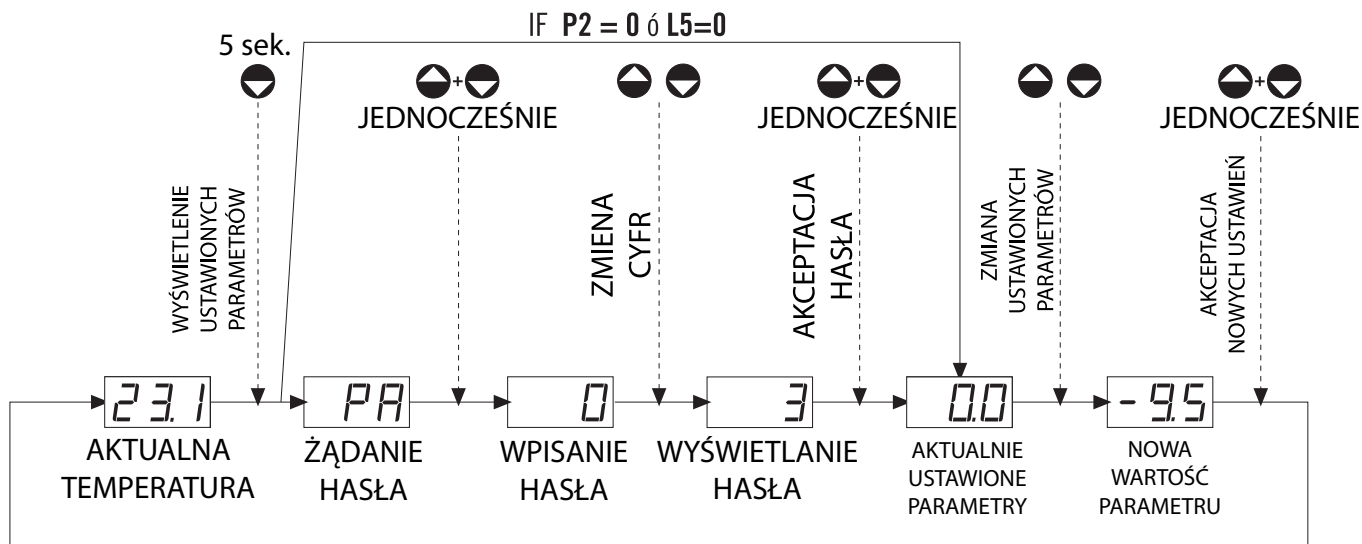 IF P2 = 0 ó L5=0
5 sek.
+
JEDNOCZEŚNIE
+
JEDNOCZEŚNIE
+
JEDNOCZEŚNIE
WYŚWIETLENIE
USTAWIONYCH
PARAMETRÓW
ZMIENA
CYFR
AKCEPTACJA
HASŁA
ZMIANA
USTAWIONYCH
PARAMETRÓW
AKCEPTACJA
NOWYCH USTAWIEŃ
23.1
AKTUALNA
TEMPERATURA
PA
ŻĄDANIE
HASŁA
0
WPISANIE
HASŁA
3
WYŚWIETLANIE
HASŁA
0.0
AKTUALNIE
USTAWIONE
PARAMETRY
-9.5
NOWA
WARTOŚĆ
PARAMETRU